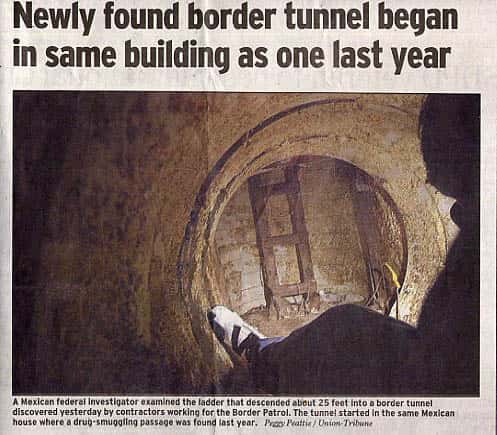 Newly found border tunnel began
in same building as one last year
A Mexican federal investigator examined the ladder that descended about 25 feet into a border tunnel
discovered yesterday by contractors working for the Border Patrol. The tunnel started in the same Mexican
house where a drug-smuggling passage was found last year. Peggy Peattie / Union-Tribune